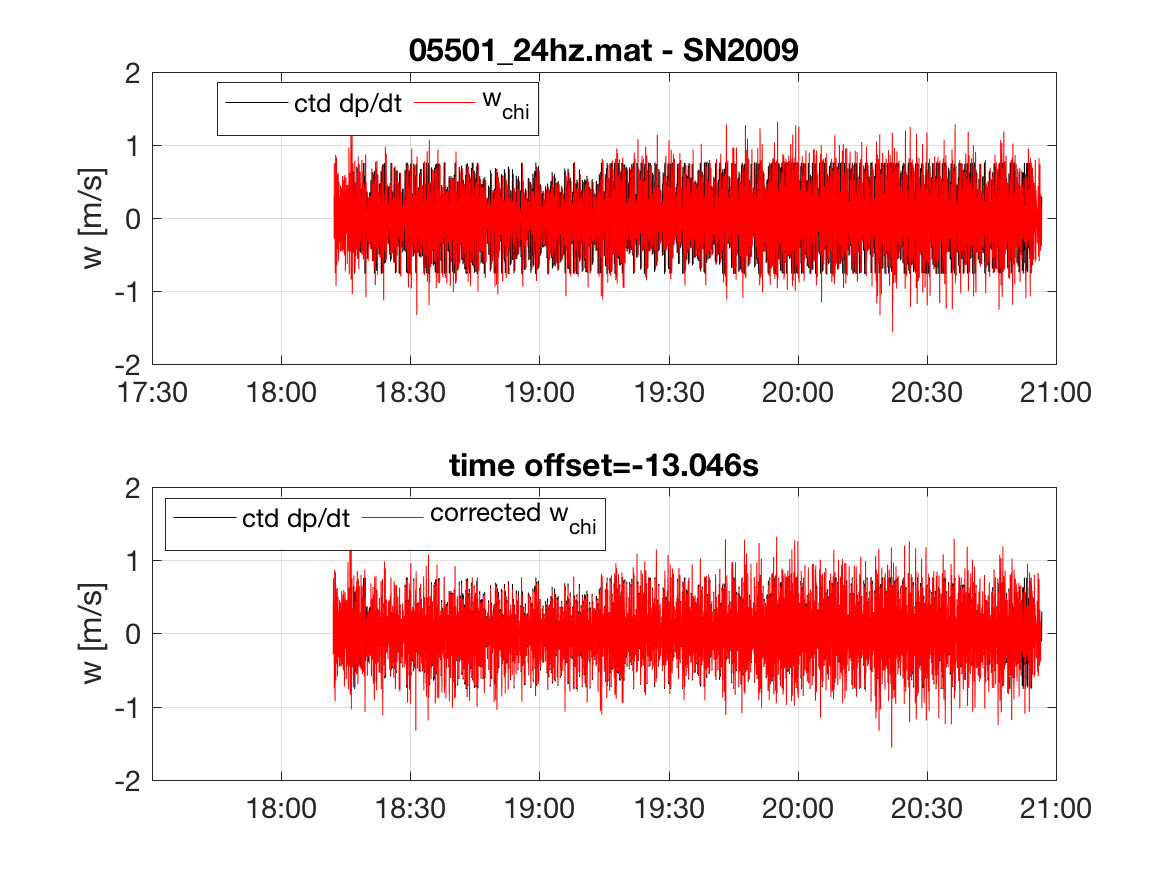 05501_24hz.mat - SN2009
ctd dp/dt w_chi
2
1
0
-1
-2
w [m/s]
17:30 18:00 18:30 19:00 19:30 20:00 20:30 21:00
time offset=-13.046s
ctd dp/dt corrected w_chi
2
1
0
-1
-2
w [m/s]
18:00 18:30 19:00 19:30 20:00 20:30 21:00